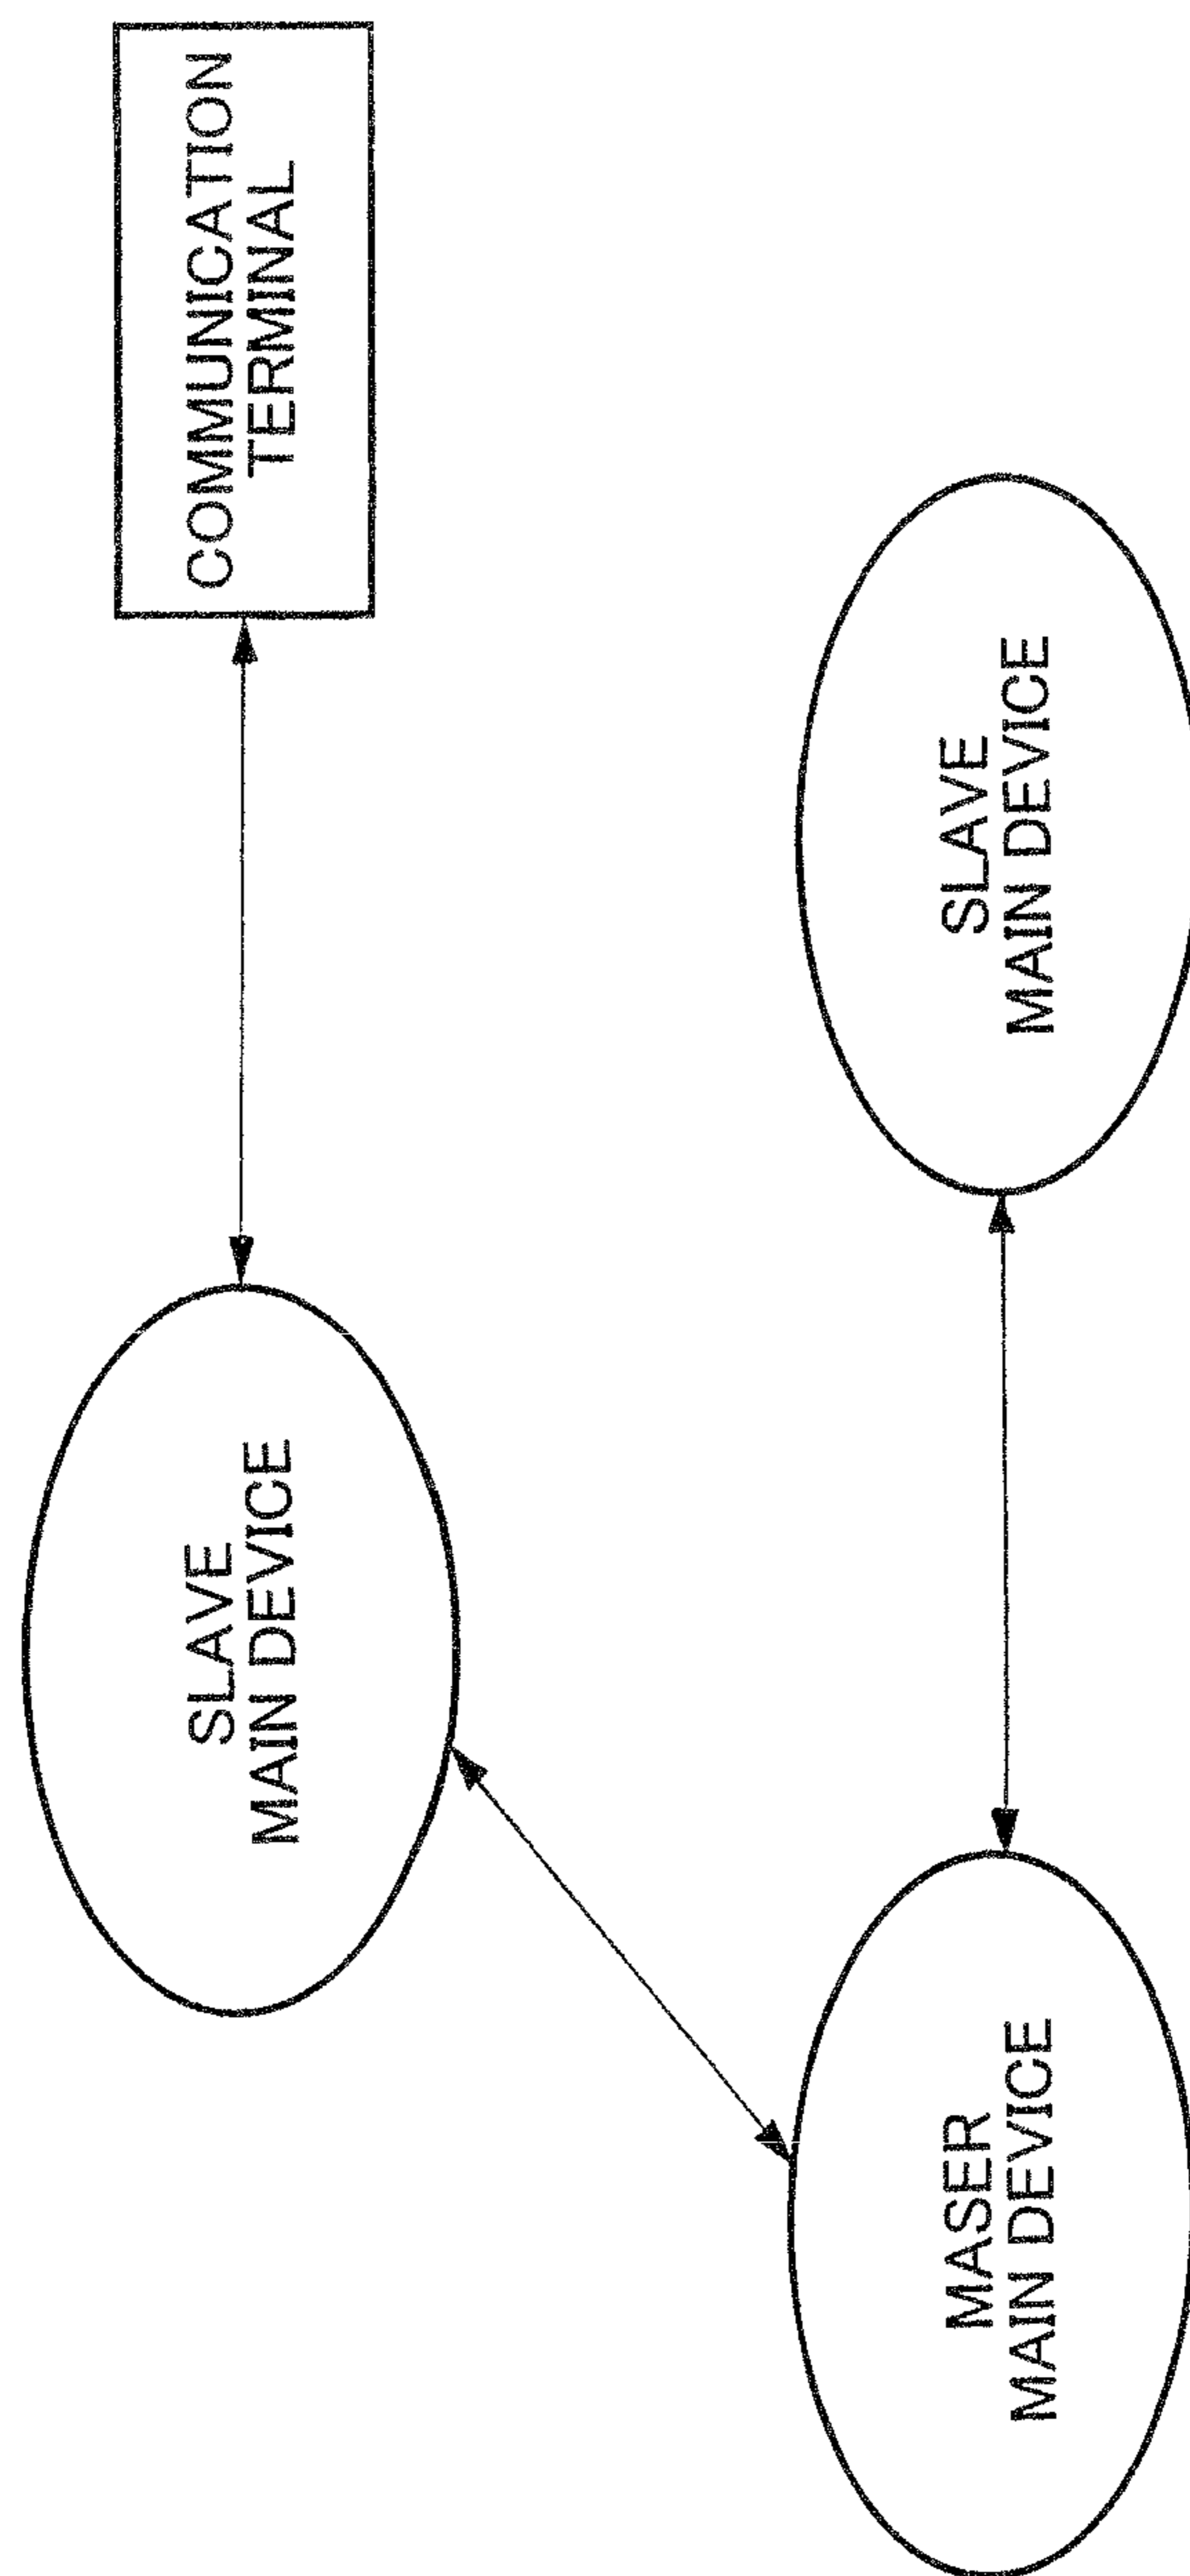 COMMUNICATION
TERMINAL
SLAVE
MAIN DEVICE
SLAVE
MAIN DEVICE
MASER
MAIN DEVICE